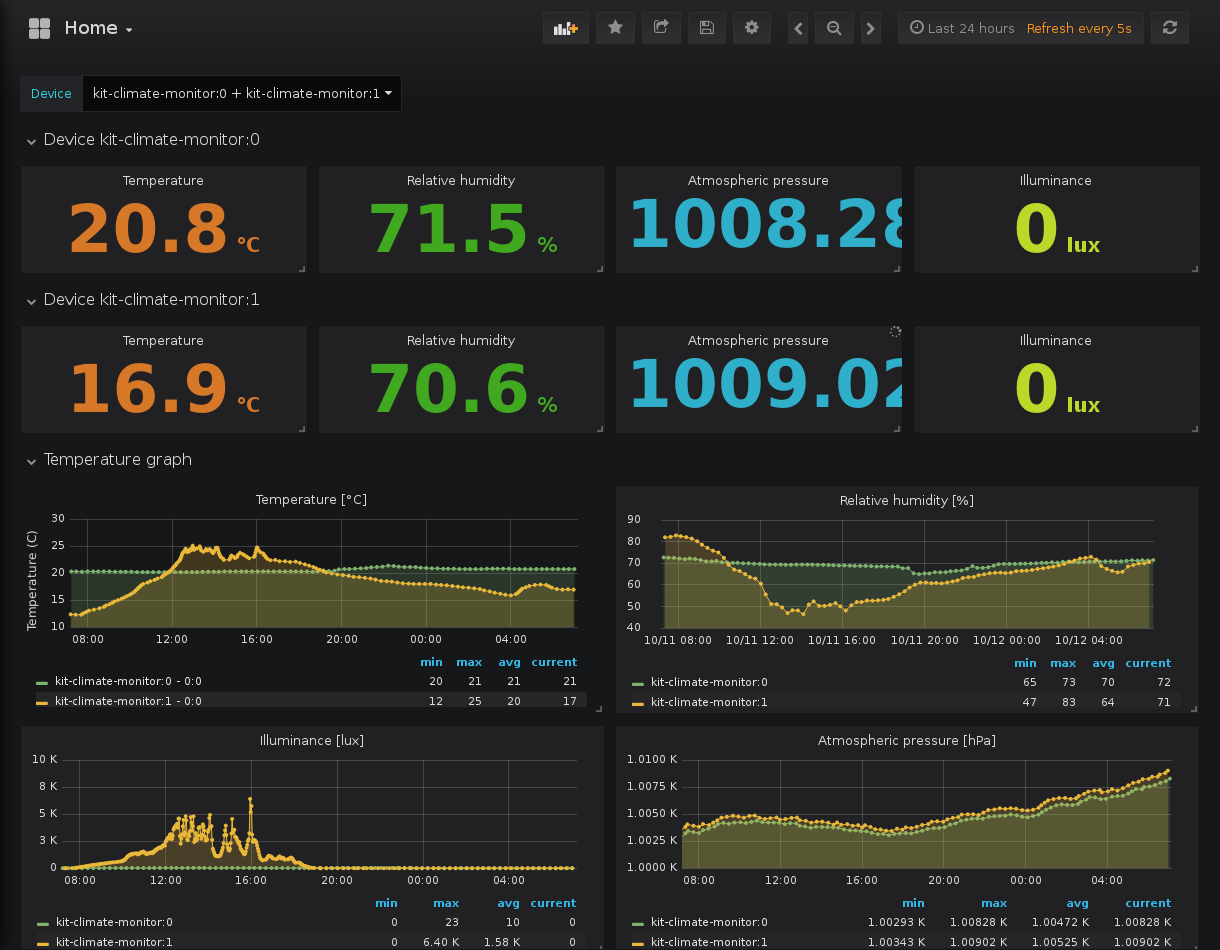 Home
Last 24 hours Refresh every 5s
Device kit-climate-monitor:0 + kit-climate-monitor:1
Device kit-climate-monitor:0
Temperature Relative humidity Atmospheric pressure Illuminance
20.8 °C 71.5 % 1008.28 0 lux
Device kit-climate-monitor:1
Temperature Relative humidity Atmospheric pressure Illuminance
16.9 °C 70.6 % 1009.02 0 lux
Temperature graph
Temperature [°C]
Temperature (C)
30
25
20
15
10
08:00 12:00 16:00 20:00 00:00 04:00
min max avg current
kit-climate-monitor:0 - 0:0 20 21 21 21
kit-climate-monitor:1 - 0:0 12 25 20 17
Relative humidity [%]
90
80
70
60
50
40
10/11 08:00 10/11 12:00 10/11 16:00 10/11 20:00 10/12 00:00 10/12 04:00
min max avg current
kit-climate-monitor:0 65 73 70 72
kit-climate-monitor:1 47 83 64 71
Illuminance [lux]
10 K
8 K
5 K
3 K
0
08:00 12:00 16:00 20:00 00:00 04:00
min max avg current
kit-climate-monitor:0 0 23 10 0
kit-climate-monitor:1 0 6.40 K 1.58 K 0
Atmospheric pressure [hPa]
1.0100 K
1.0075 K
1.0050 K
1.0025 K
1.0000 K
08:00 12:00 16:00 20:00 00:00 04:00
min max avg current
kit-climate-monitor:0 1.00293 K 1.00828 K 1.00472 K 1.00828 K
kit-climate-monitor:1 1.00343 K 1.00902 K 1.00525 K 1.00902 K